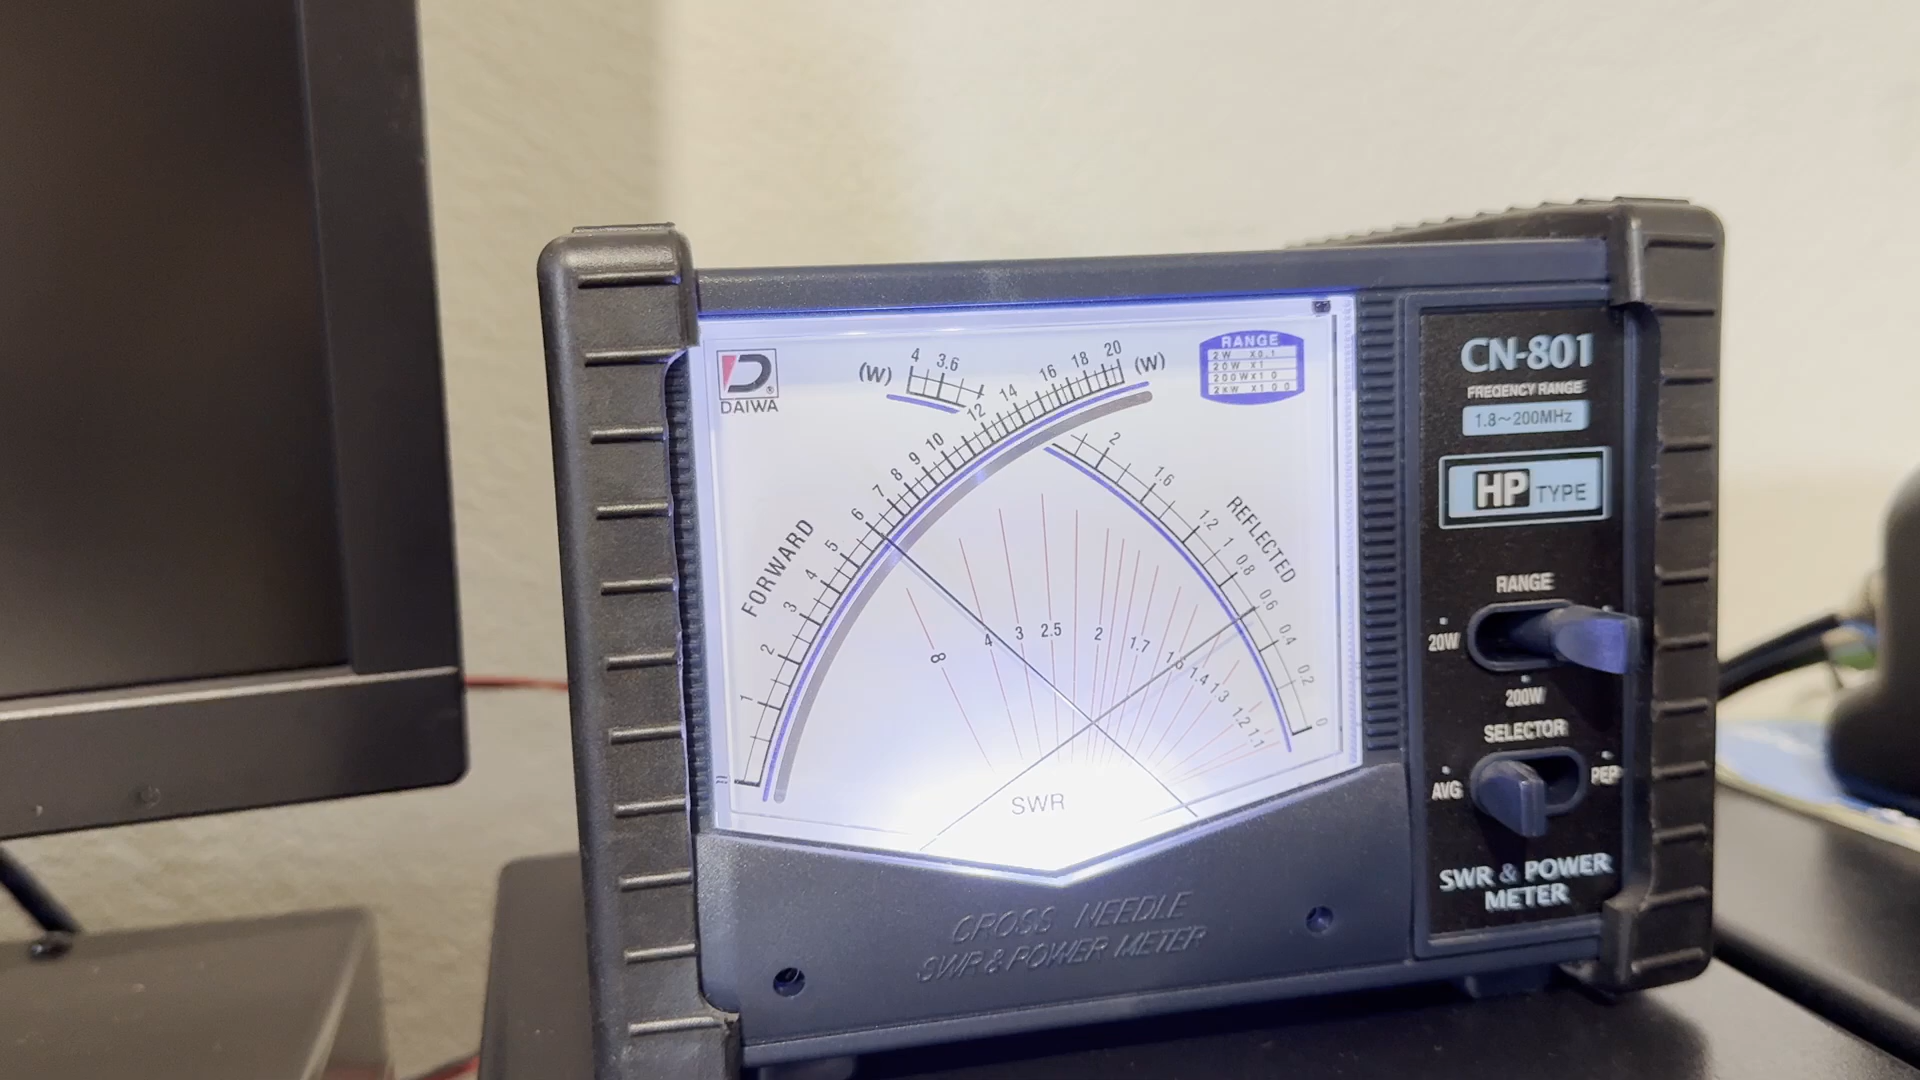 D®
DAIWA
(W) 4 3.6
(W)
RANGE
2W X0.1
20W X1
200W X10
2KW X100
FORWARD
1 2 3 4 5 6 7 8 9 10 12 14 16 18 20
REFLECTED
2 1.6 1.2 1 0.8 0.6 0.4 0.2 0
∞ 4 3 2.5 2 1.7 1.5 1.4 1.3 1.2 1.1
SWR
CROSS NEEDLE
SWR & POWER METER
CN-801
FREQENCY RANGE
1.8~200MHz
HP TYPE
RANGE
20W
200W
SELECTOR
AVG PEP
SWR & POWER
METER